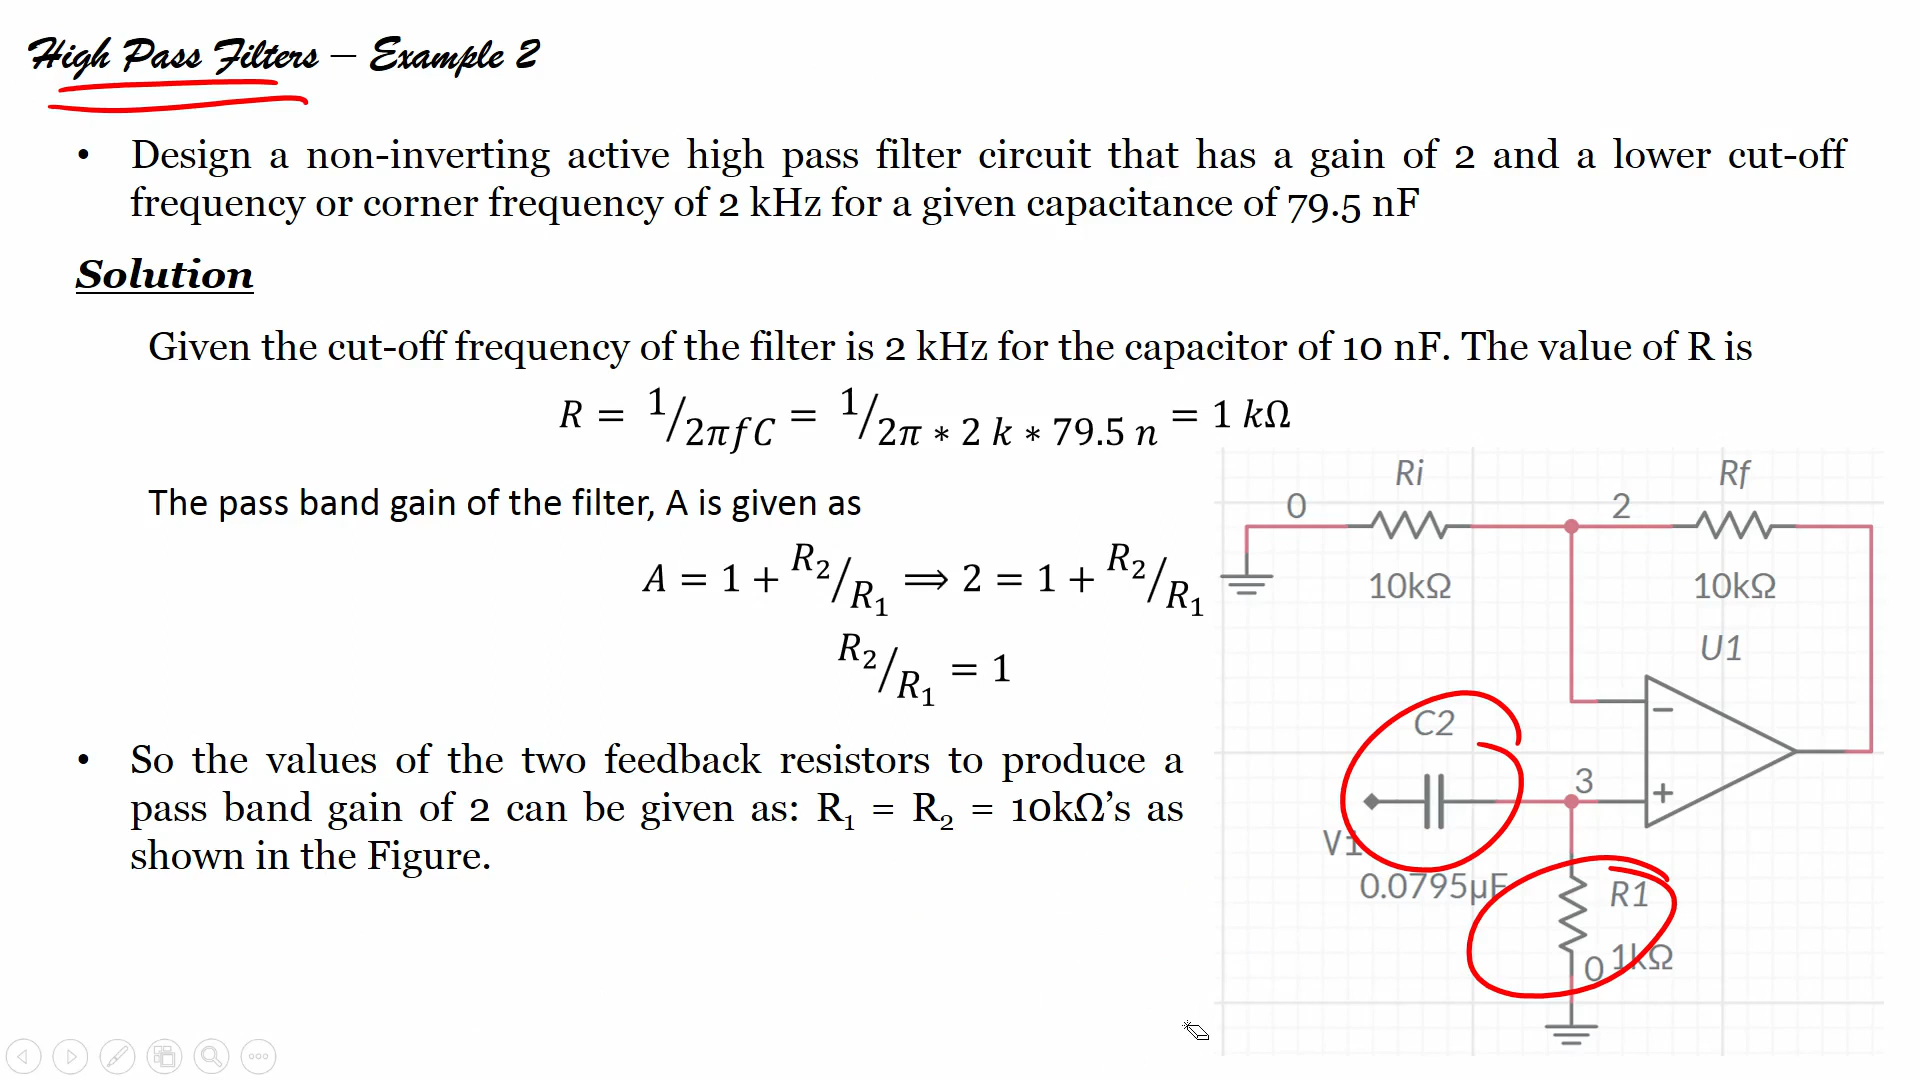 High Pass Filters – Example 2
• Design a non-inverting active high pass filter circuit that has a gain of 2 and a lower cut-off
frequency or corner frequency of 2 kHz for a given capacitance of 79.5 nF
Solution
Given the cut-off frequency of the filter is 2 kHz for the capacitor of 10 nF. The value of R is
R = 1/2πfC = 1/2π ∗ 2 k ∗ 79.5 n = 1 kΩ
The pass band gain of the filter, A is given as
A = 1 + R₂/R₁ ⟹ 2 = 1 + R₂/R₁
R₂/R₁ = 1
• So the values of the two feedback resistors to produce a
pass band gain of 2 can be given as: R₁ = R₂ = 10kΩ’s as
shown in the Figure.
Ri
Rf
0
2
10kΩ
10kΩ
U1
−
C2
3
+
V1
0.0795µF
R1
0
1kΩ